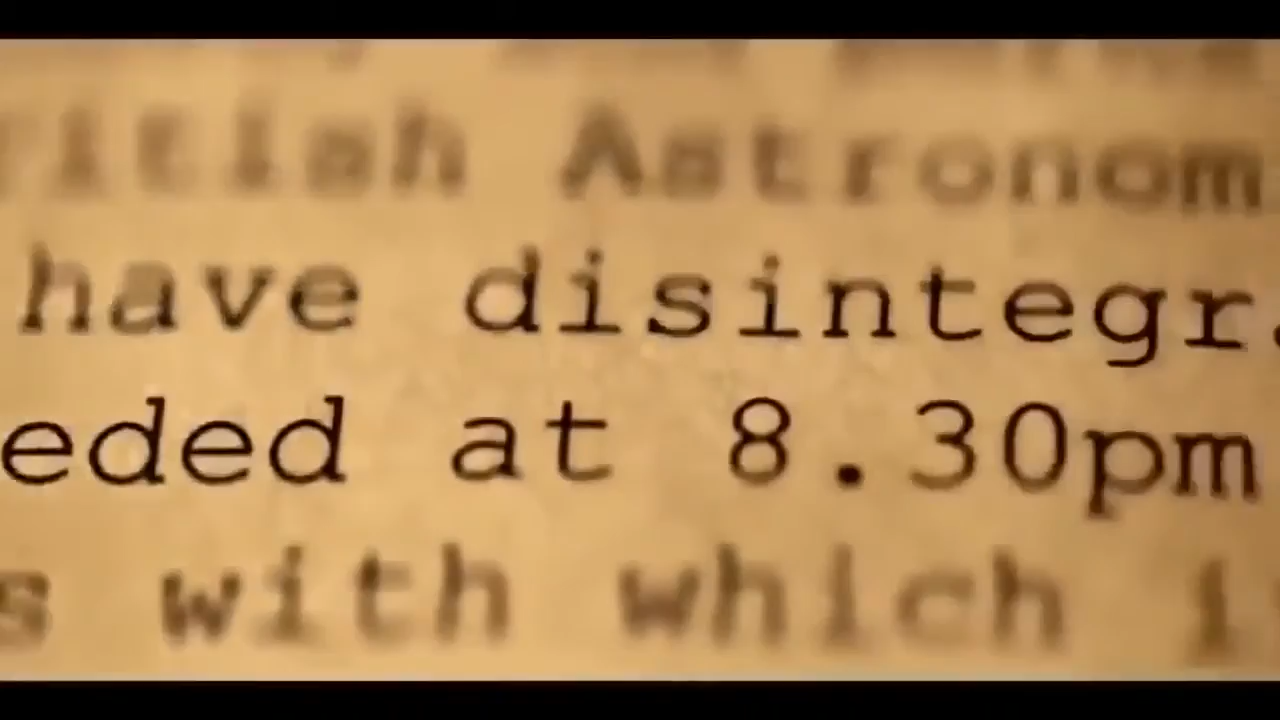 ritish Astronom
have disintegr
eded at 8.30pm
s with which i